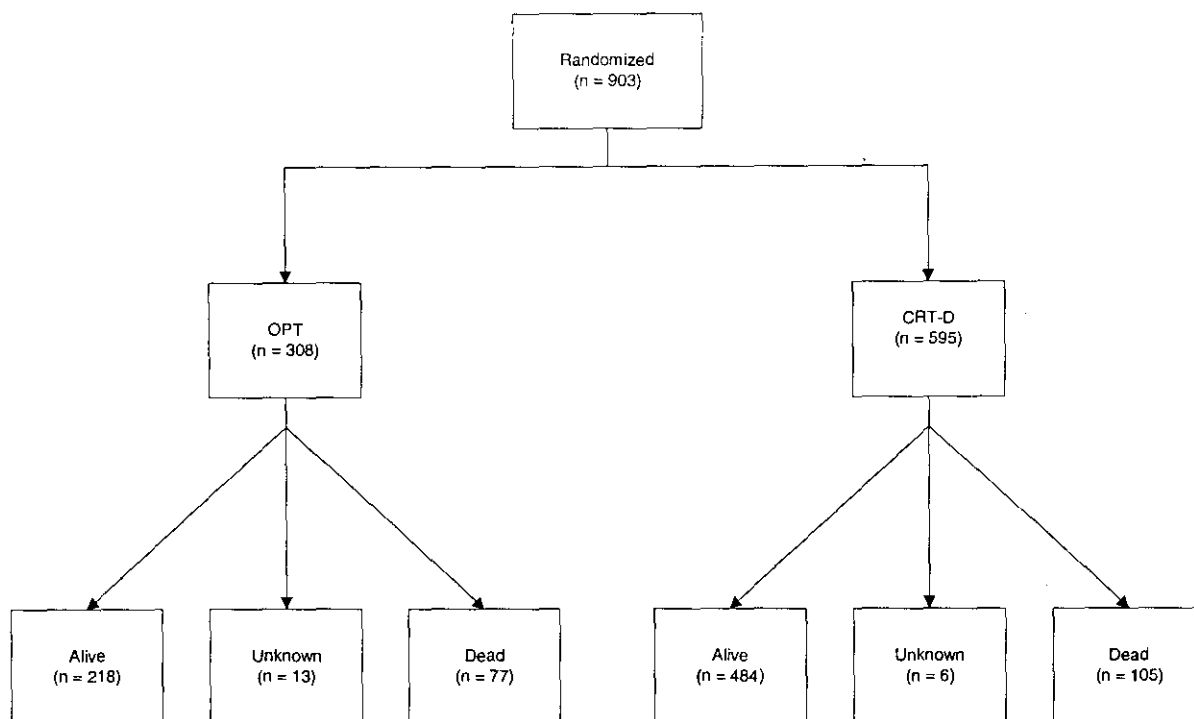 Randomized
(n = 903)
OPT
(n = 308)
CRT-D
(n = 595)
Alive
(n = 218)
Unknown
(n = 13)
Dead
(n = 77)
Alive
(n = 484)
Unknown
(n = 6)
Dead
(n = 105)